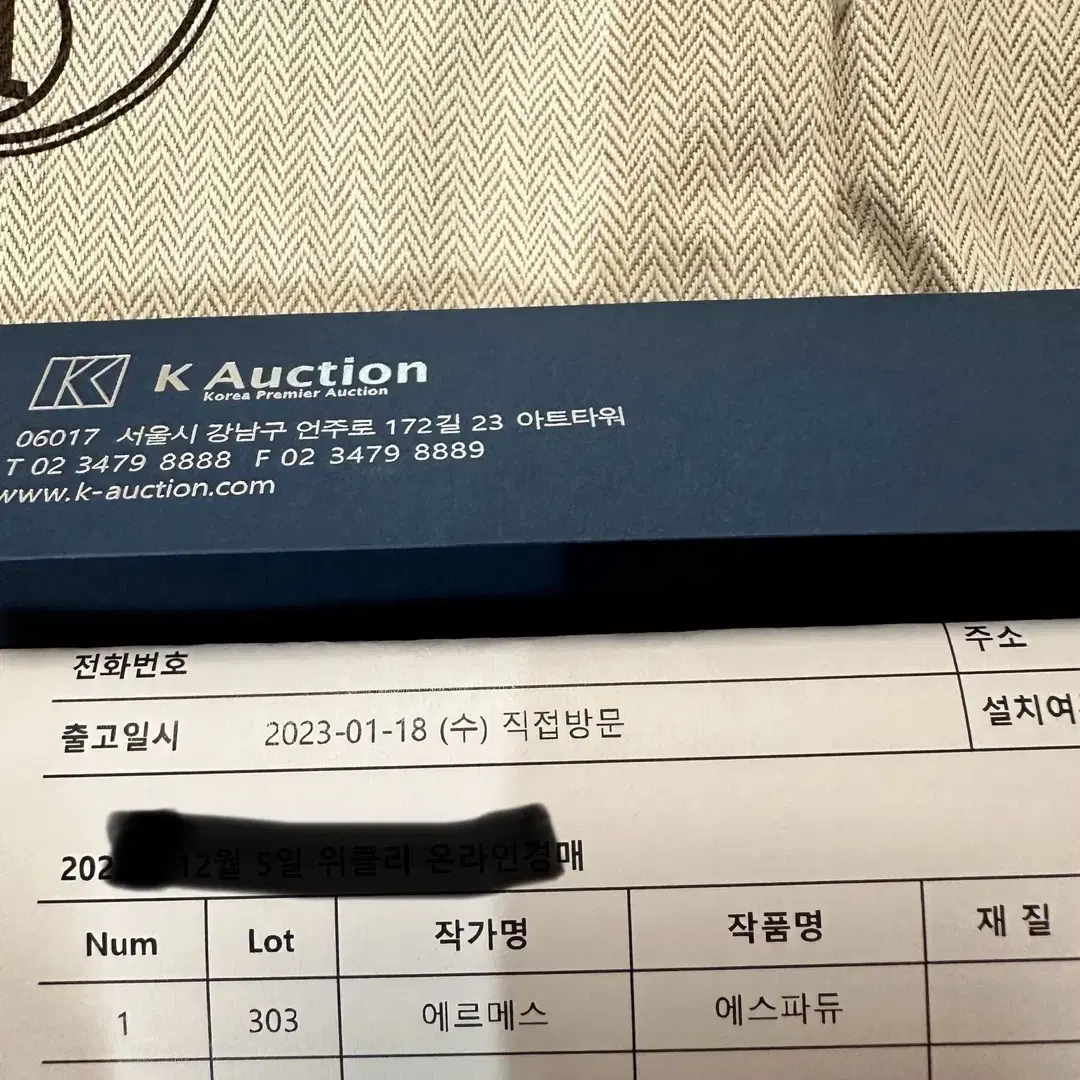 K Auction
Korea Premier Auction
06017 서울시 강남구 언주로 172길 23 아트타워
T 02 3479 8888 F 02 3479 8889
www.k-auction.com
전화번호
주소
출고일시 2023-01-18 (수) 직접방문
설치여
202 12월 5일 위클리 온라인경매
Num Lot 작가명 작품명 재 질
1 303 에르메스 에스파듀